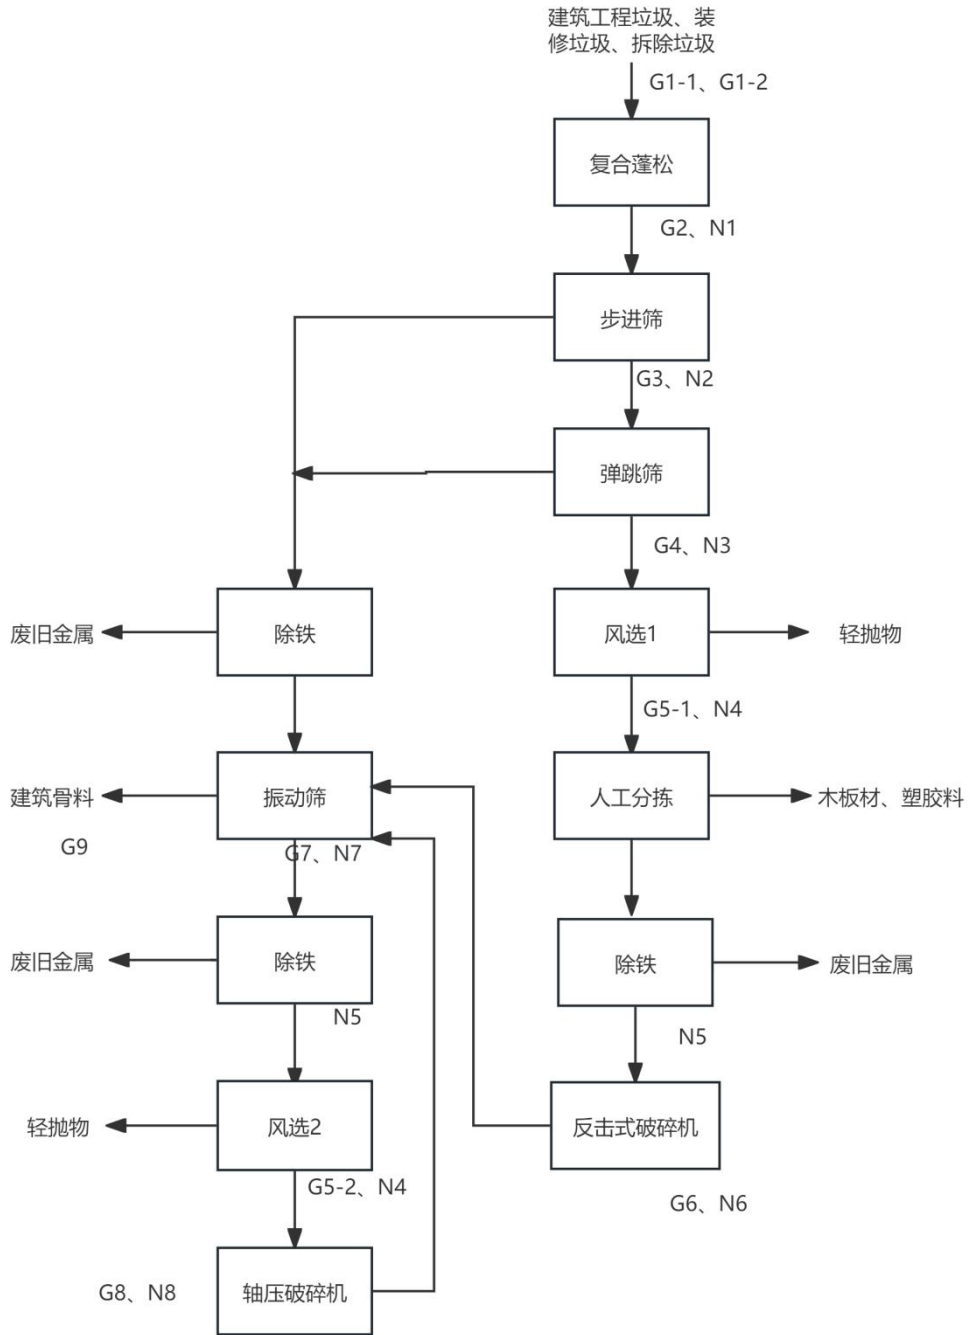 建筑工程垃圾、装
修垃圾、拆除垃圾
G1-1、G1-2
复合蓬松
G2、N1
步进筛
G3、N2
弹跳筛
G4、N3
废旧金属
除铁
风选1
轻抛物
G5-1、N4
建筑骨料
振动筛
人工分拣
木板材、塑胶料
G9
G7、N7
废旧金属
除铁
除铁
废旧金属
N5
N5
轻抛物
风选2
反击式破碎机
G5-2、N4
G6、N6
G8、N8
轴压破碎机